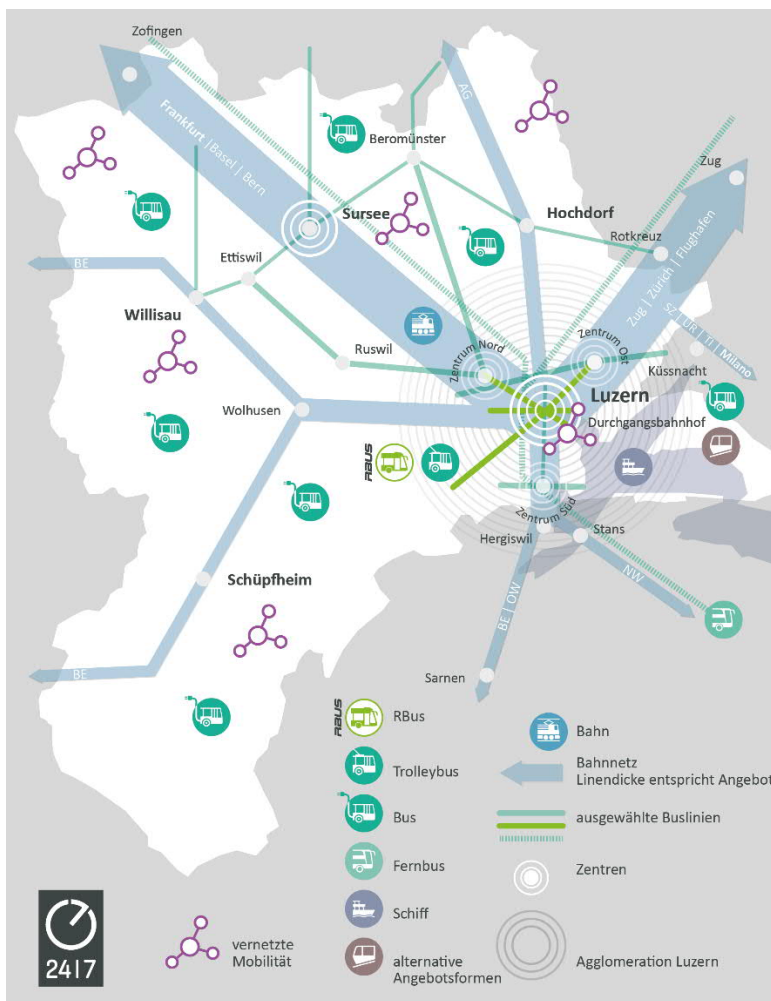 Zofingen
AG
Frankfurt | Basel | Bern
Beromünster
Zug
Sursee
Hochdorf
Rotkreuz
Zug | Zürich | Flughafen
Ettiswil
BE
SZ | UR | TI | Milano
Willisau
Ruswil
Zentrum Nord
Zentrum Ost
Küssnacht
Luzern
Wolhusen
Durchgangsbahnhof
RBUS
Zentrum Süd
Hergiswil
Stans
NW
Schüpfheim
BE | OW
BE
Sarnen
RBUS
RBus
Bahn
Trolleybus
Bahnnetz
Linendicke entspricht Angebot
Bus
ausgewählte Buslinien
Fernbus
Zentren
Schiff
24|7
vernetzte
Mobilität
alternative
Angebotsformen
Agglomeration Luzern